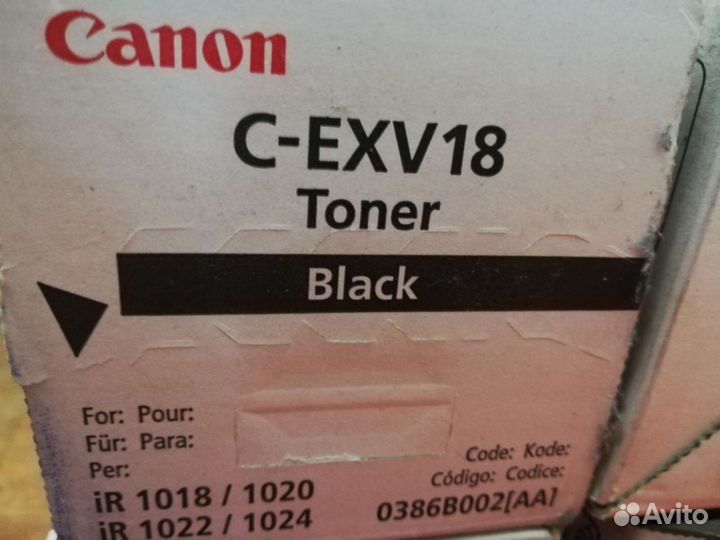 Canon
C-EXV18
Toner
Black
For: Pour:
Für: Para:
Per:
iR 1018 / 1020
iR 1022 / 1024
Code: Kode:
Código: Codice:
0386B002[AA]
Avito